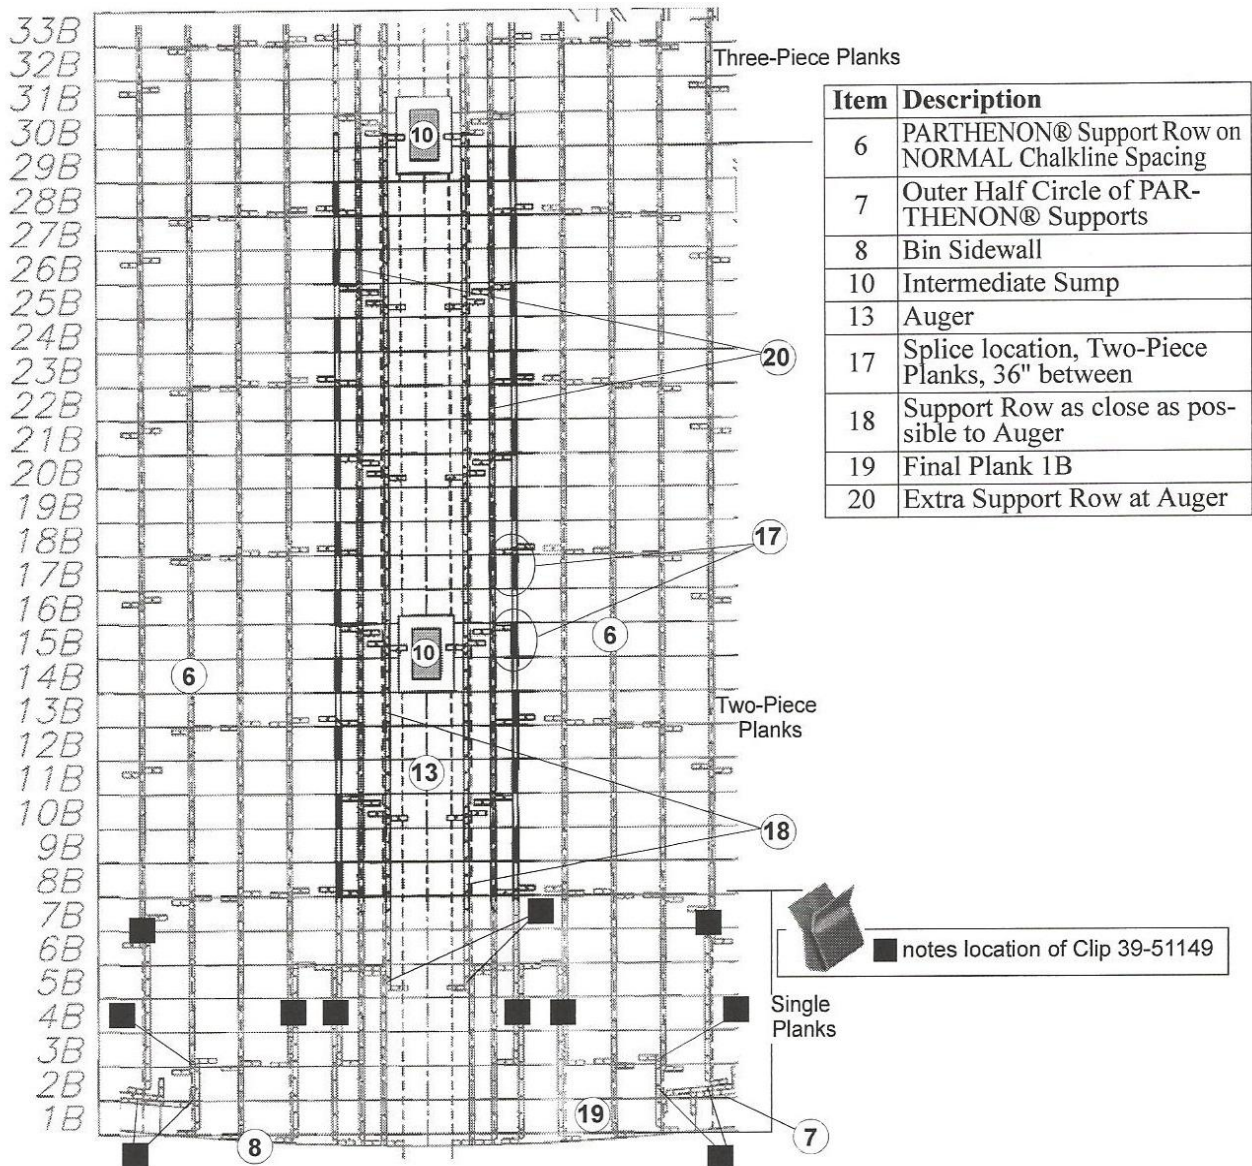 33B
32B
31B
30B
29B
28B
27B
26B
25B
24B
23B
22B
21B
20B
19B
18B
17B
16B
15B
14B
13B
12B
11B
10B
9B
8B
7B
6B
5B
4B
3B
2B
1B
10
20
17
6
10
6
13
18
19
8
7
Three-Piece Planks
Two-Piece
Planks
Single
Planks
■ notes location of Clip 39-51149
Item Description
6 PARTHENON® Support Row on
NORMAL Chalkline Spacing
7 Outer Half Circle of PAR-
THENON® Supports
8 Bin Sidewall
10 Intermediate Sump
13 Auger
17 Splice location, Two-Piece
Planks, 36" between
18 Support Row as close as pos-
sible to Auger
19 Final Plank 1B
20 Extra Support Row at Auger